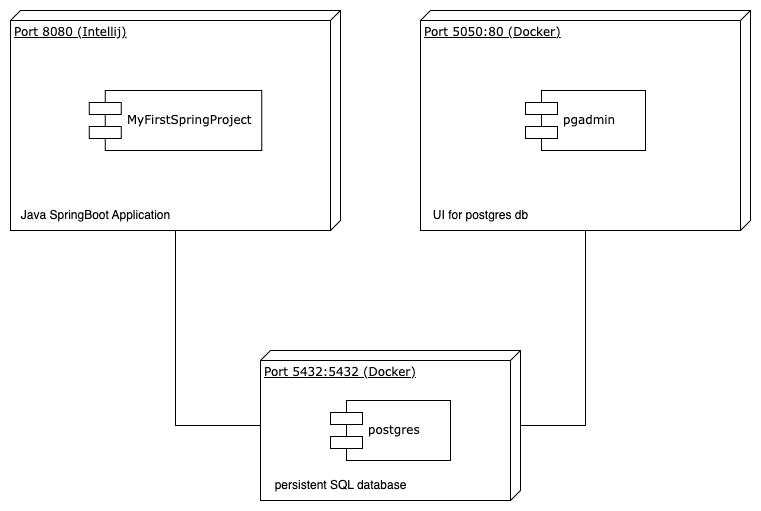 Port 8080 (Intellij)
MyFirstSpringProject
Java SpringBoot Application
Port 5050:80 (Docker)
pgadmin
UI for postgres db
Port 5432:5432 (Docker)
postgres
persistent SQL database